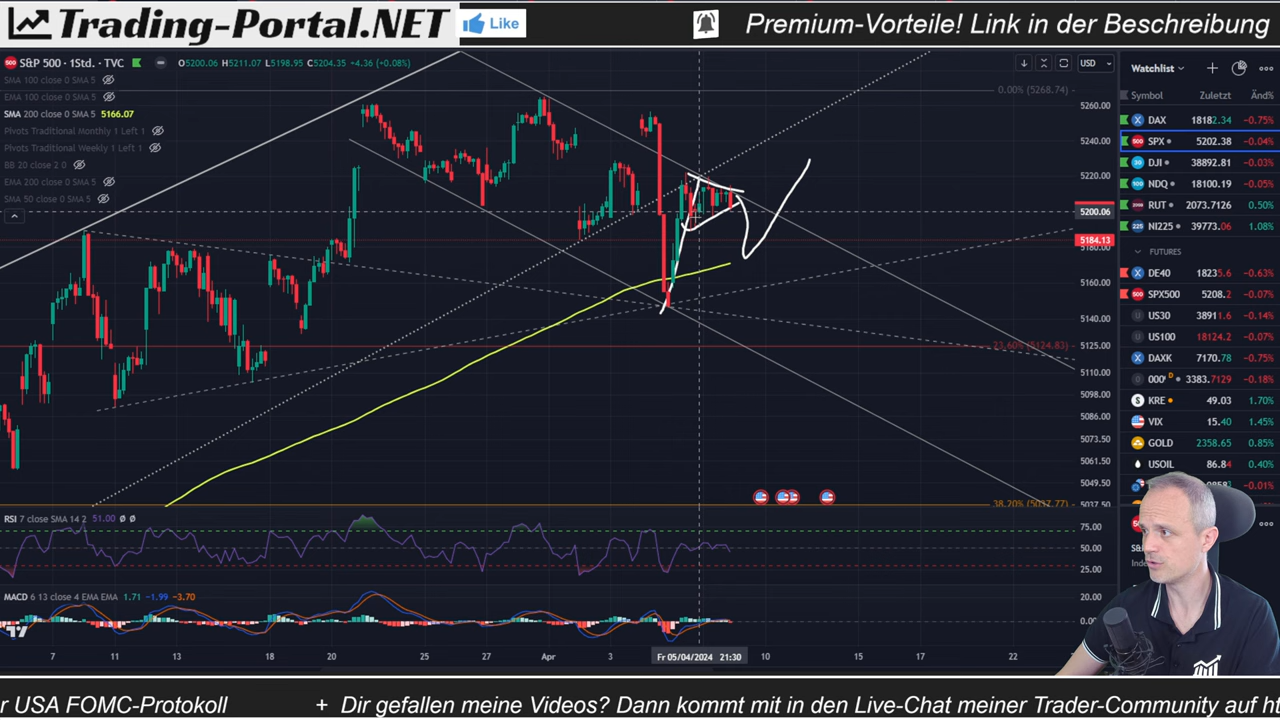 Trading-Portal.NET
Like
Premium-Vorteile! Link in der Beschreibung
S&P 500 · 1Std. · TVC
O5200.06 H5211.07 L5198.95 C5204.35 +4.36 (+0.08%)
USD
SMA 100 close 0 SMA 5
EMA 100 close 0 SMA 5
SMA 200 close 0 SMA 5 5166.07
Pivots Traditional Monthly 1 Left 1
Pivots Traditional Weekly 1 Left 1
BB 20 close 2 0
EMA 200 close 0 SMA 5
SMA 50 close 0 SMA 5
0.00% (5268.74)
23.60% (5124.83)
38.20% (5037.77)
5260.00
5240.00
5220.00
5200.06
5184.13
5180.00
5160.00
5140.00
5125.00
5110.00
5098.00
5086.00
5073.50
5061.50
5049.50
5037.50
RSI 7 close SMA 14 2 51.00 Ø Ø
75.00
50.00
25.00
MACD 6 13 close 4 EMA EMA 1.71 -1.99 -3.70
20.00
7 11 13 18 20 25 27 Apr 3 Fr 05/04/2024 21:30 10 15 17 22
Watchlist
Symbol Zuletzt Änd%
DAX 18182.34 -0.75%
SPX 5202.38 -0.04%
DJI 38892.81 -0.03%
NDQ 18100.19 -0.05%
RUT 2073.7126 0.50%
NI225 39773.06 1.08%
FUTURES
DE40 18235.6 -0.63%
SPX500 5208.2 -0.07%
US30 38911.6 -0.14%
US100 18124.2 -0.07%
DAXK 7170.78 -0.75%
000' D 3383.7129 -0.18%
KRE 49.03 1.70%
VIX 15.40 1.45%
GOLD 2358.65 0.85%
USOIL 86.84 0.40%
-0.01%
r USA FOMC-Protokoll + Dir gefallen meine Videos? Dann kommt mit in den Live-Chat meiner Trader-Community auf